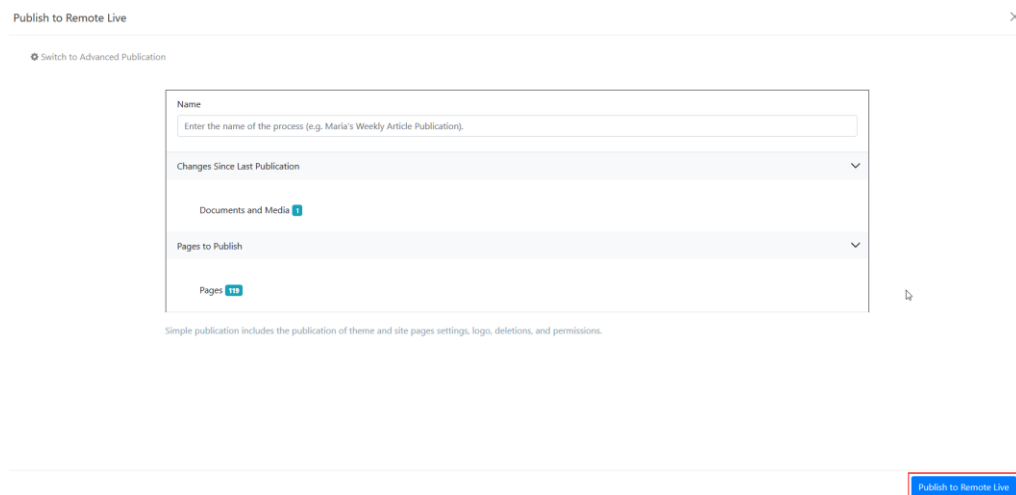 Publish to Remote Live
Switch to Advanced Publication
Name
Enter the name of the process (e.g. Maria's Weekly Article Publication).
Changes Since Last Publication
Documents and Media 1
Pages to Publish
Pages 119
Simple publication includes the publication of theme and site pages settings, logo, deletions, and permissions.
Publish to Remote Live